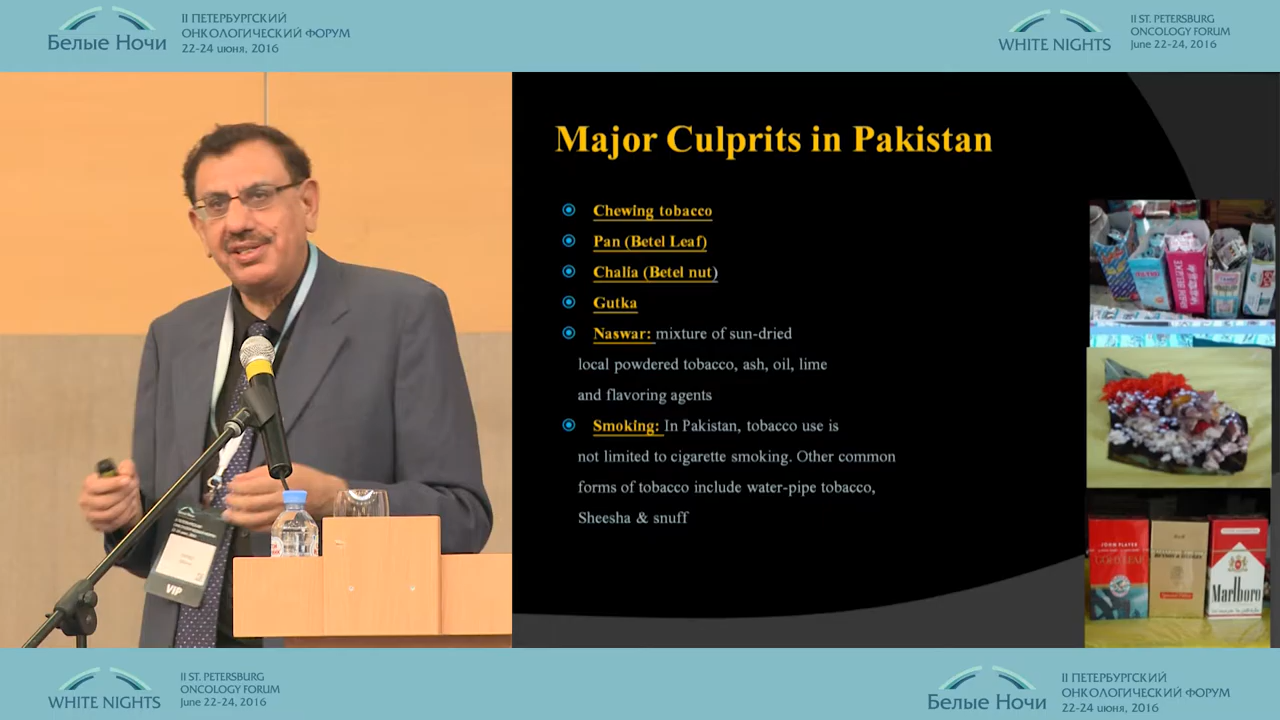 II ПЕТЕРБУРГСКИЙ
ОНКОЛОГИЧЕСКИЙ ФОРУМ
Белые Ночи
22-24 июня, 2016
II ST. PETERSBURG
ONCOLOGY FORUM
WHITE NIGHTS
June 22-24, 2016
Major Culprits in Pakistan
Chewing tobacco
Pan (Betel Leaf)
Chalia (Betel nut)
Gutka
Naswar: mixture of sun-dried
local powdered tobacco, ash, oil, lime
and flavoring agents
Smoking: In Pakistan, tobacco use is
not limited to cigarette smoking. Other common
forms of tobacco include water-pipe tobacco,
Sheesha & snuff
JOHN PLAYER
GOLD LEAF
Marlboro
VIP
II ST. PETERSBURG
ONCOLOGY FORUM
WHITE NIGHTS
June 22-24, 2016
II ПЕТЕРБУРГСКИЙ
ОНКОЛОГИЧЕСКИЙ ФОРУМ
Белые Ночи
22-24 июня, 2016